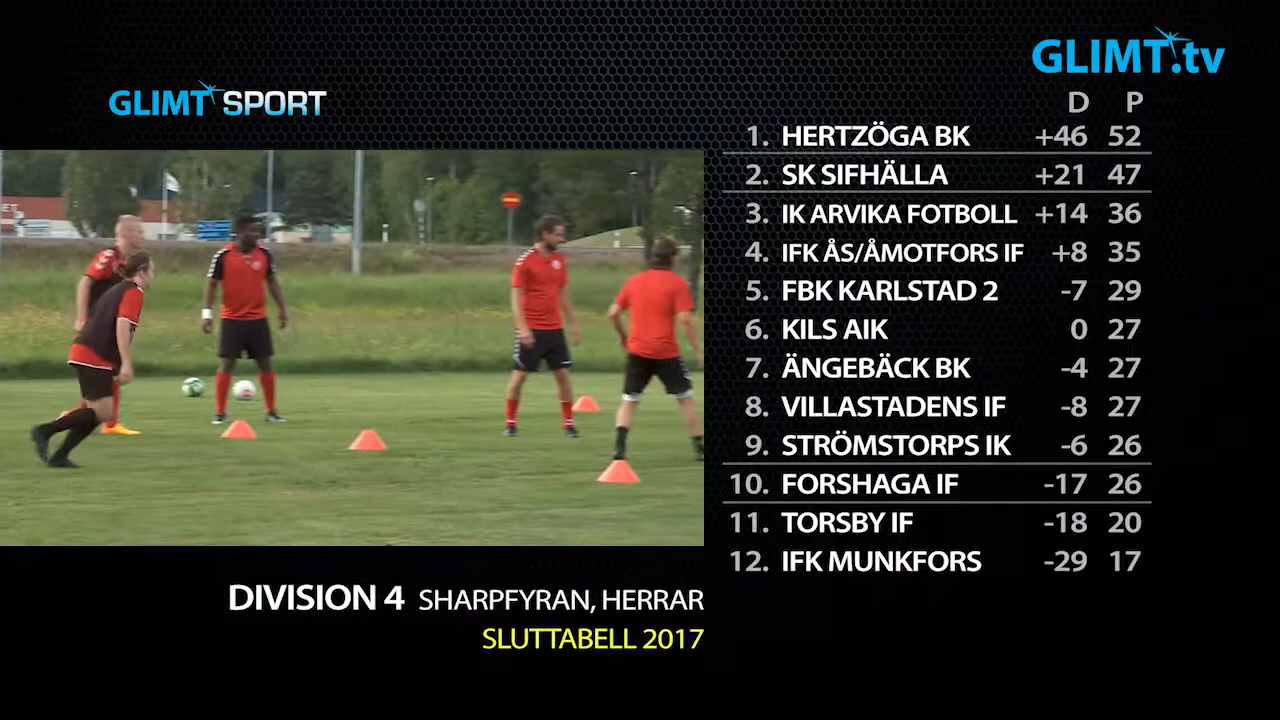 GLIMT.tv
GLIMT SPORT
D P
1. HERTZÖGA BK +46 52
2. SK SIFHÄLLA +21 47
3. IK ARVIKA FOTBOLL +14 36
4. IFK ÅS/ÅMOTFORS IF +8 35
5. FBK KARLSTAD 2 -7 29
6. KILS AIK 0 27
7. ÄNGEBÄCK BK -4 27
8. VILLASTADENS IF -8 27
9. STRÖMSTORPS IK -6 26
10. FORSHAGA IF -17 26
11. TORSBY IF -18 20
12. IFK MUNKFORS -29 17
DIVISION 4 SHARPFYRAN, HERRAR
SLUTTABELL 2017